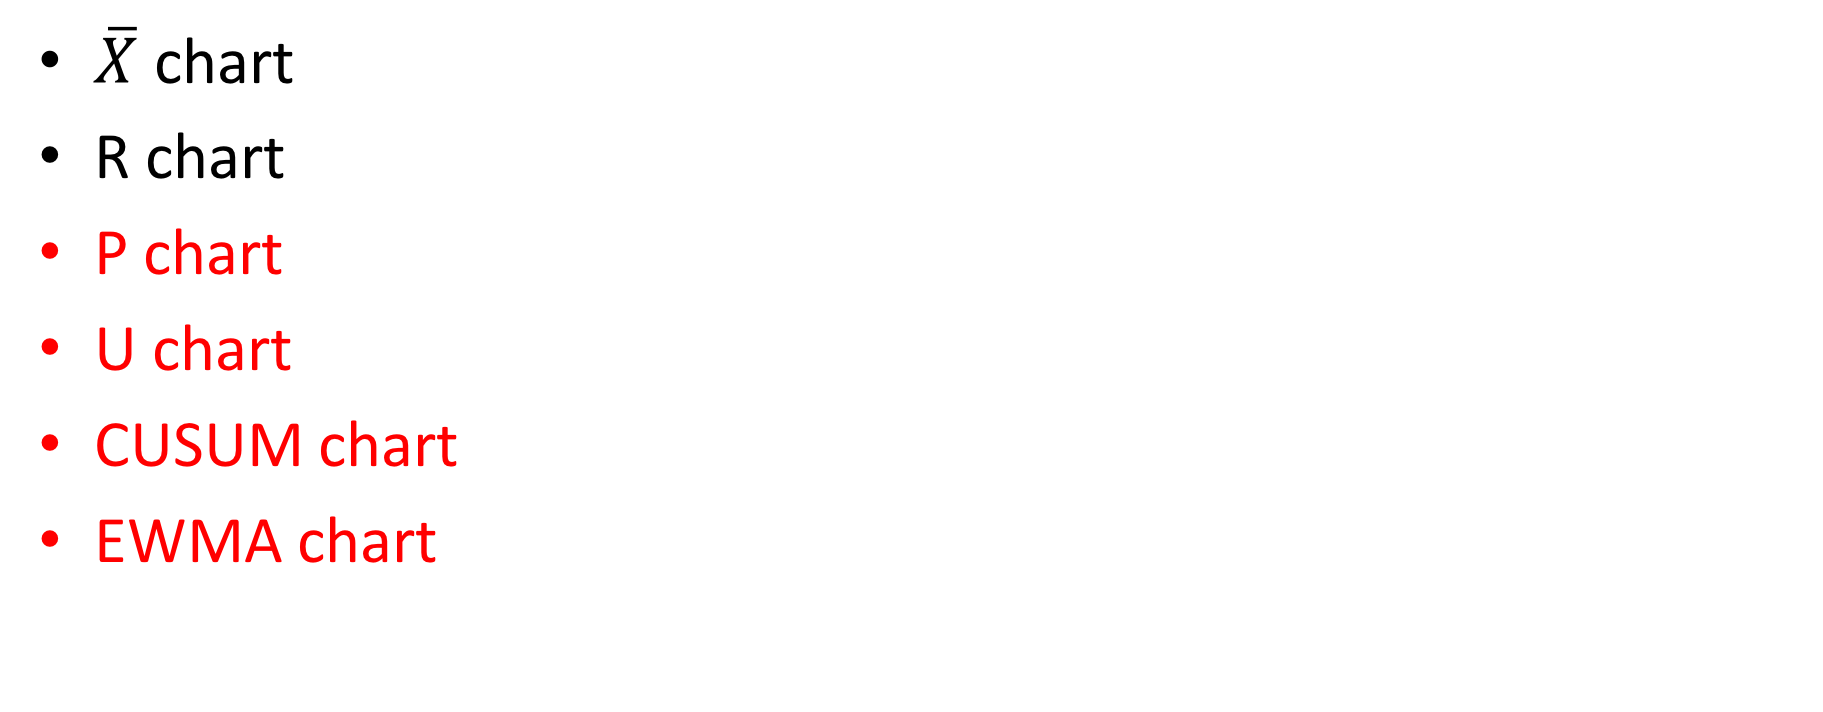 • X̄ chart
• R chart
• P chart
• U chart
• CUSUM chart
• EWMA chart